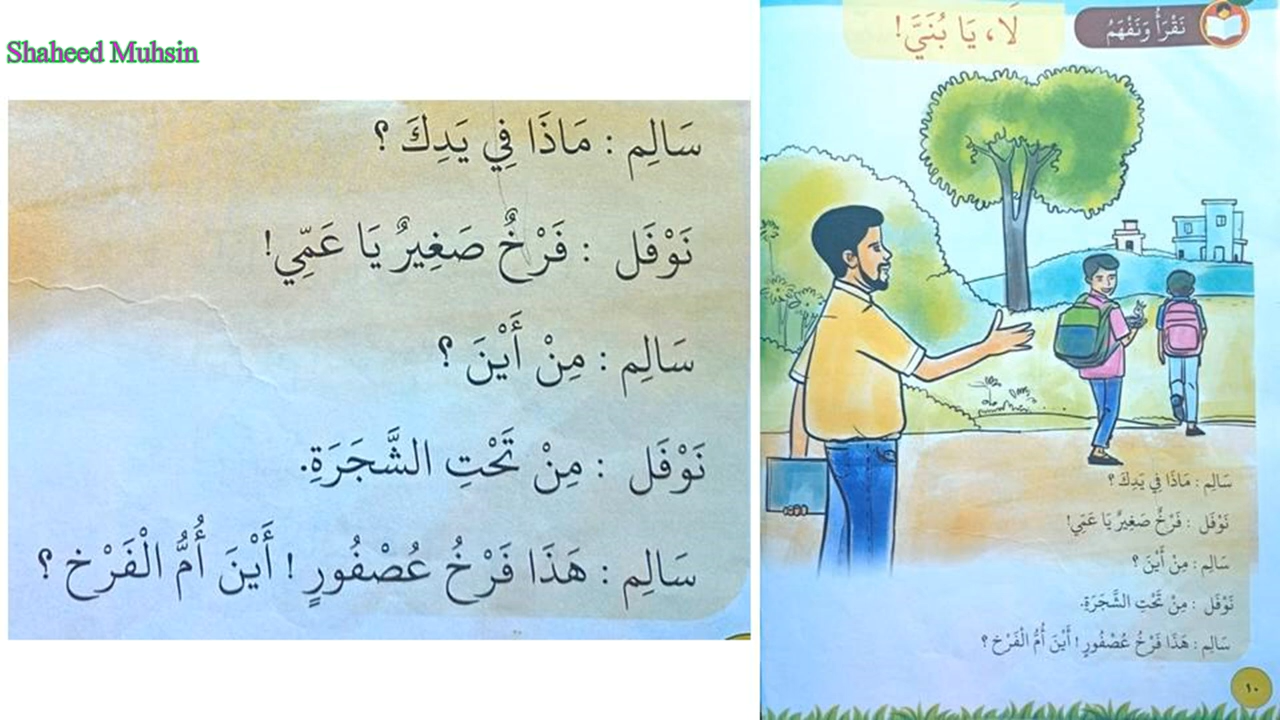 Shaheed Muhsin
سَالِم : مَاذَا فِي يَدِكَ ؟
نَوْفَل : فَرْخٌ صَغِيرٌ يَا عَمِّي!
سَالِم : مِنْ أَيْنَ ؟
نَوْفَل : مِنْ تَحْتِ الشَّجَرَةِ.
سَالِم : هَذَا فَرْخُ عُصْفُورٍ ! أَيْنَ أُمُّ الْفَرْخ ؟
نَقْرَأُ وَنَفْهَمُ
لَا، يَا بُنَيَّ!
سَالِم : مَاذَا فِي يَدِكَ ؟
نَوْفَل : فَرْخٌ صَغِيرٌ يَا عَمِّي!
سَالِم : مِنْ أَيْنَ ؟
نَوْفَل : مِنْ تَحْتِ الشَّجَرَةِ.
سَالِم : هَذَا فَرْخُ عُصْفُورٍ ! أَيْنَ أُمُّ الْفَرْخ ؟
١٠